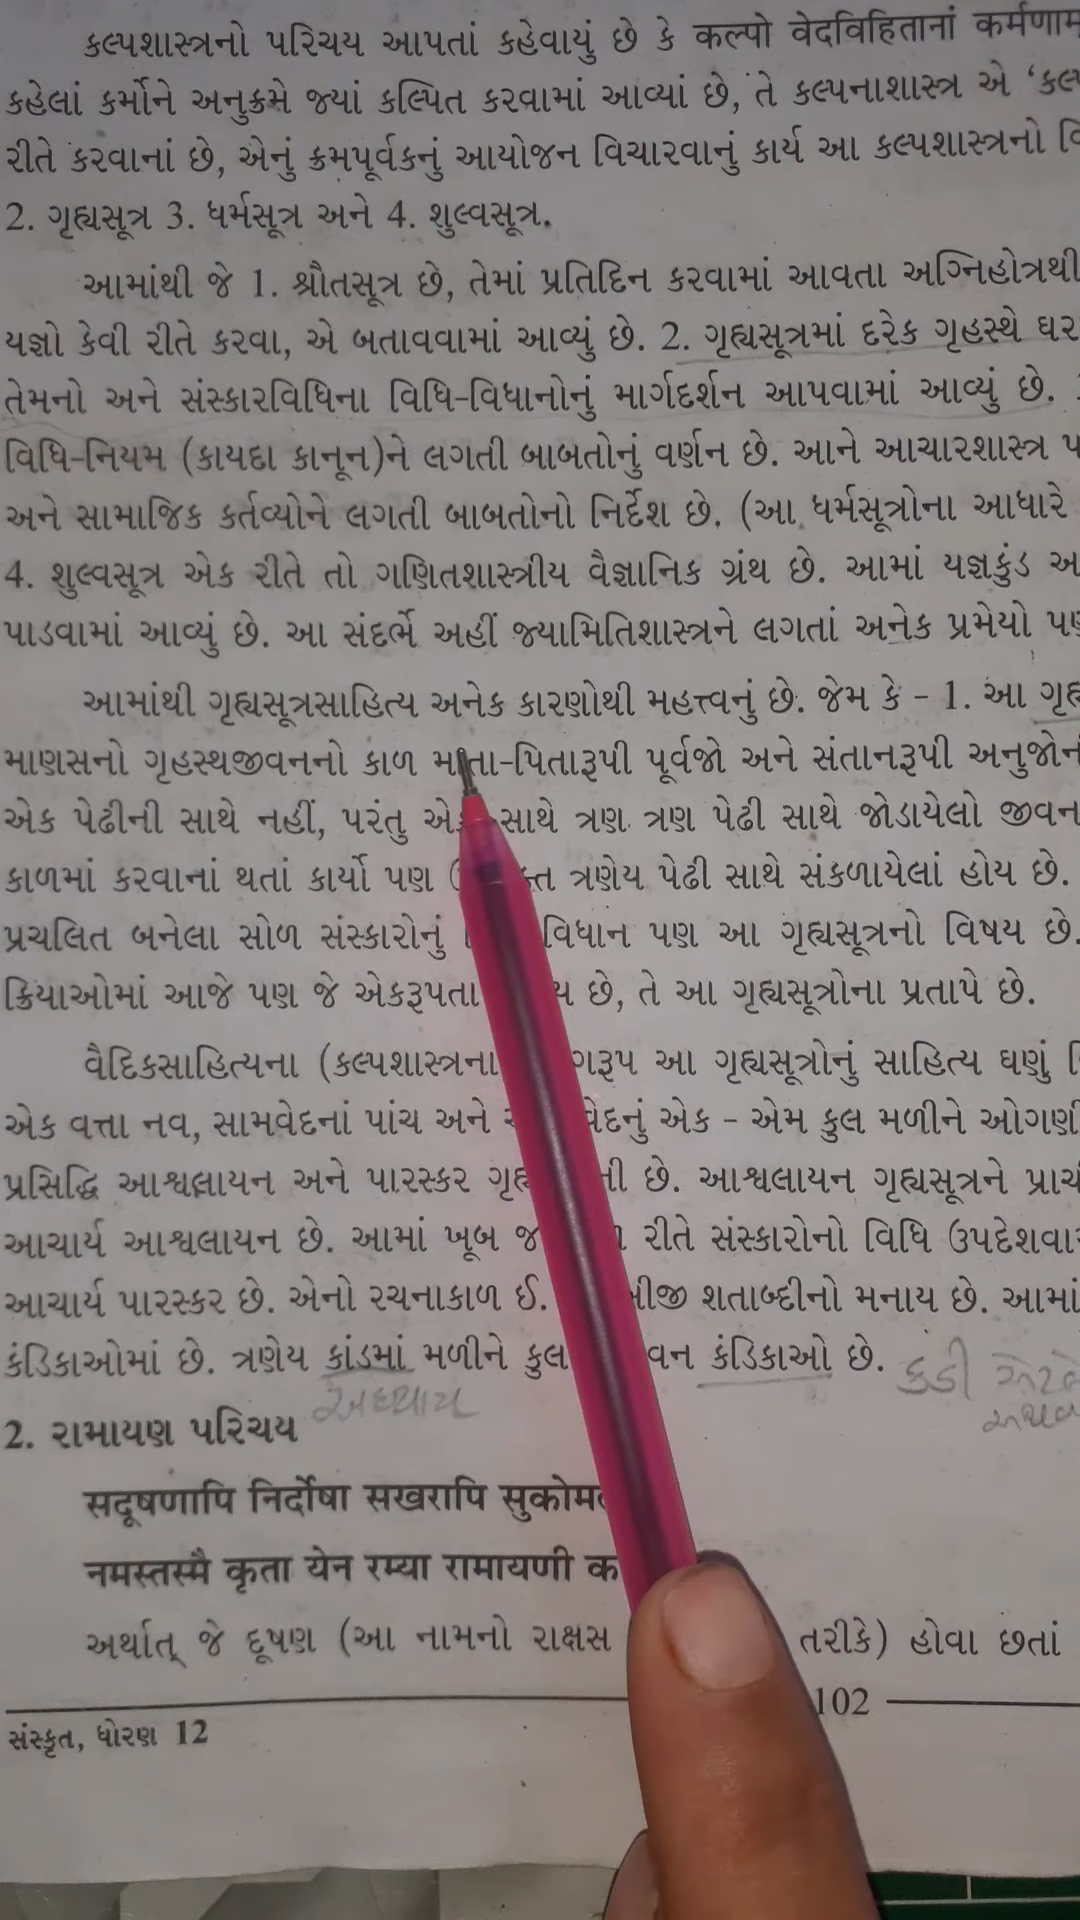 કલ્પશાસ્ત્રનો પરિચય આપતાં કહેવાયું છે કે कल्पो वेदविहितानां कर्मणाम
કહેલાં કર્મોને અનુક્રમે જ્યાં કલ્પિત કરવામાં આવ્યાં છે, તે કલ્પનાશાસ્ત્ર એ
રીતે કરવાનાં છે, એનું ક્રમપૂર્વકનું આયોજન વિચારવાનું કાર્ય આ કલ્પશાસ્ત્રનો
2. ગૃહ્યસૂત્ર 3. ધર્મસૂત્ર અને 4. શુલ્વસૂત્ર.
આમાંથી જે 1. શ્રૌતસૂત્ર છે, તેમાં પ્રતિદિન કરવામાં આવતા અગ્નિહોત્રથી
યજ્ઞો કેવી રીતે કરવા, એ બતાવવામાં આવ્યું છે. 2. ગૃહ્યસૂત્રમાં દરેક ગૃહસ્થે ઘર
તેમનો અને સંસ્કારવિધિના વિધિ-વિધાનોનું માર્ગદર્શન આપવામાં આવ્યું છે.
વિધિ-નિયમ (કાયદા કાનૂન)ને લગતી બાબતોનું વર્ણન છે. આને આચારશાસ્ત્ર
અને સામાજિક કર્તવ્યોને લગતી બાબતોનો નિર્દેશ છે. (આ ધર્મસૂત્રોના આધારે
4. શુલ્વસૂત્ર એક રીતે તો ગણિતશાસ્ત્રીય વૈજ્ઞાનિક ગ્રંથ છે. આમાં યજ્ઞકુંડ અ
પાડવામાં આવ્યું છે. આ સંદર્ભે અહીં જ્યામિતિશાસ્ત્રને લગતાં અનેક પ્રમેયો પણ
આમાંથી ગૃહ્યસૂત્રસાહિત્ય અનેક કારણોથી મહત્ત્વનું છે. જેમ કે - 1. આ ગૃહ્ય
માણસનો ગૃહસ્થજીવનનો કાળ માતા-પિતારૂપી પૂર્વજો અને સંતાનરૂપી અનુજોન
એક પેઢીની સાથે નહીં, પરંતુ એક સાથે ત્રણ ત્રણ પેઢી સાથે જોડાયેલો જીવન
કાળમાં કરવાનાં થતાં કાર્યો પણ ત્રણેય પેઢી સાથે સંકળાયેલાં હોય છે.
પ્રચલિત બનેલા સોળ સંસ્કારોનું વિધાન પણ આ ગૃહ્યસૂત્રનો વિષય છે.
ક્રિયાઓમાં આજે પણ જે એકરૂપતા છે, તે આ ગૃહ્યસૂત્રોના પ્રતાપે છે.
વૈદિકસાહિત્યના (કલ્પશાસ્ત્રના ગરૂપ આ ગૃહ્યસૂત્રોનું સાહિત્ય ઘણું
એક વત્તા નવ, સામવેદનાં પાંચ અને વેદનું એક - એમ કુલ મળીને ઓગણી
પ્રસિદ્ધિ આશ્વલાયન અને પારસ્કર ગૃહ્ય ની છે. આશ્વલાયન ગૃહ્યસૂત્રને પ્રાચ
આચાર્ય આશ્વલાયન છે. આમાં ખૂબ જ રીતે સંસ્કારોનો વિધિ ઉપદેશવા
આચાર્ય પારસ્કર છે. એનો રચનાકાળ ઈ. શતાબ્દીનો મનાય છે. આમાં
કંડિકાઓમાં છે. ત્રણેય કાંડમાં મળીને કુલ વન કંડિકાઓ છે. કડી એટલે
અધ્યાય અથવ
2. રામાયણ પરિચય
सदूषणापि निर्दोषा सखरापि सुकोम
नमस्तस्मै कृता येन रम्या रामायणी क
અર્થાત્ જે દૂષણ (આ નામનો રાક્ષસ તરીકે) હોવા છતાં
102
સંસ્કૃત, ધોરણ 12